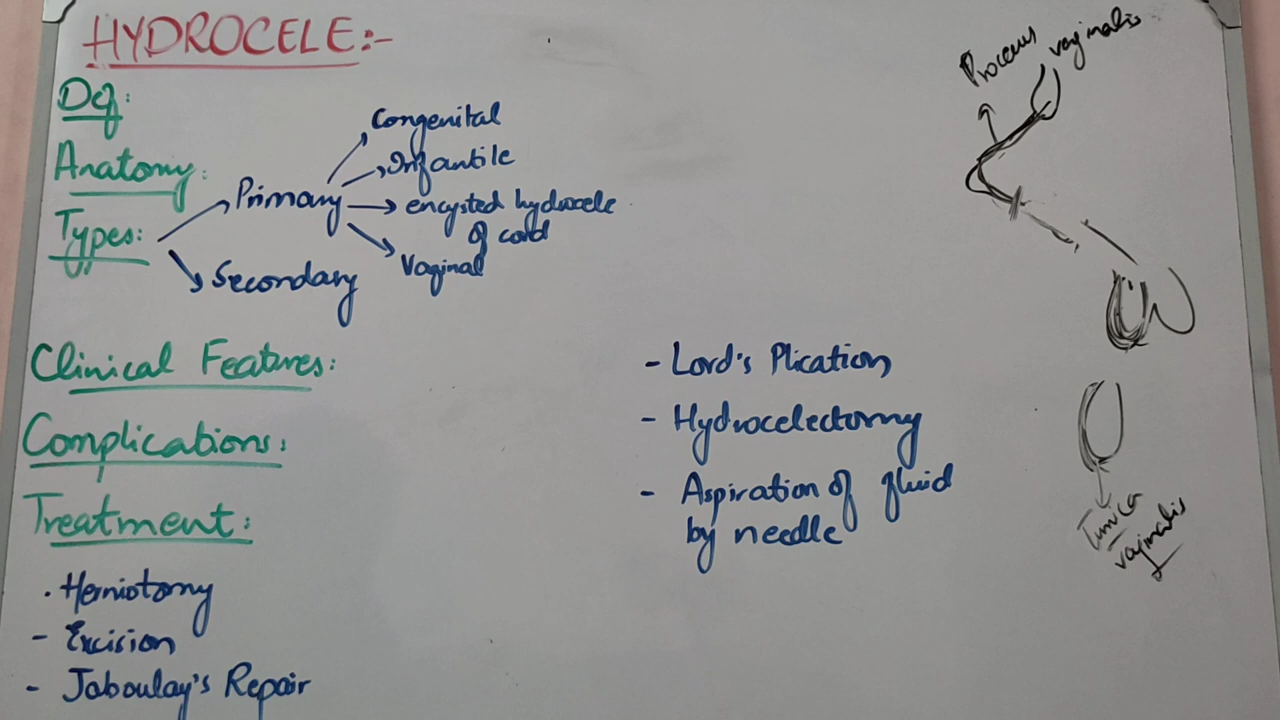 HYDROCELE:-
Def:
Anatomy:
Types:
Primary
Congenital
Infantile
encysted hydrocele
of cord
Vaginal
Secondary
Clinical Features:
Complications:
Treatment:
. Herniotomy
- Excision
- Jaboulay's Repair
- Lord's Plication
- Hydrocelectomy
- Aspiration of fluid
by needle
Processus vaginalis
Tunica
vaginalis